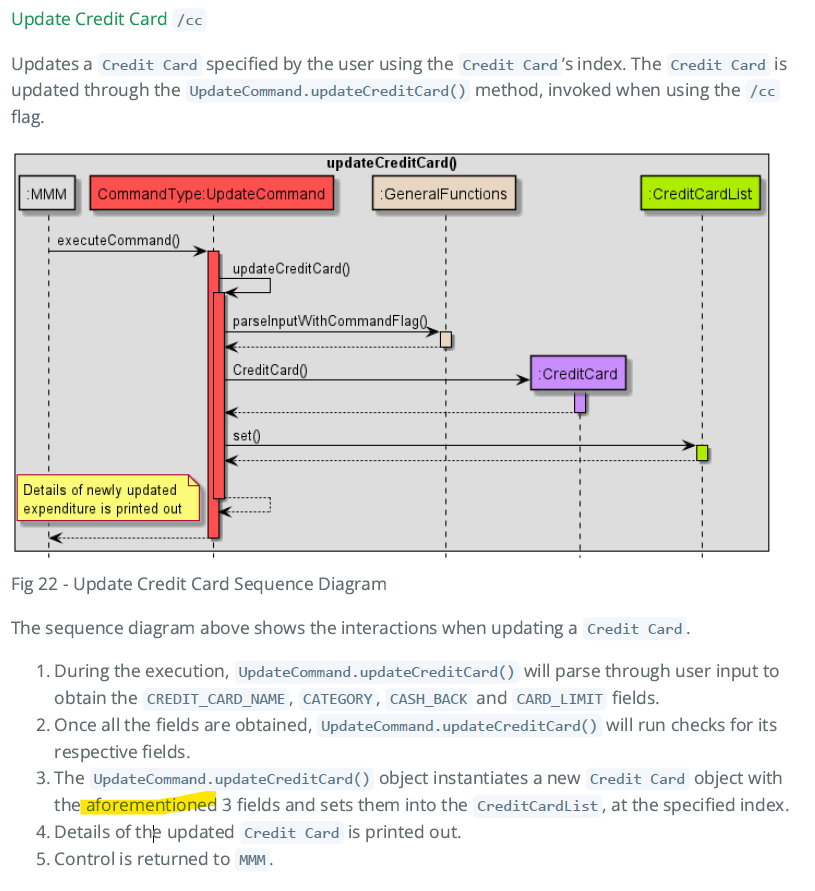 Update Credit Card /cc
Updates a Credit Card specified by the user using the Credit Card's index. The Credit Card is
updated through the UpdateCommand.updateCreditCard() method, invoked when using the /cc
flag.
updateCreditCard()
:MMM
CommandType:UpdateCommand
:GeneralFunctions
:CreditCardList
executeCommand()
updateCreditCard()
parseInputWithCommandFlag()
CreditCard()
:CreditCard
set()
Details of newly updated
expenditure is printed out
Fig 22 - Update Credit Card Sequence Diagram
The sequence diagram above shows the interactions when updating a Credit Card.
1. During the execution, UpdateCommand.updateCreditCard() will parse through user input to
obtain the CREDIT_CARD_NAME, CATEGORY, CASH_BACK and CARD_LIMIT fields.
2. Once all the fields are obtained, UpdateCommand.updateCreditCard() will run checks for its
respective fields.
3. The UpdateCommand.updateCreditCard() object instantiates a new Credit Card object with
the aforementioned 3 fields and sets them into the CreditCardList, at the specified index.
4. Details of the updated Credit Card is printed out.
5. Control is returned to MMM.